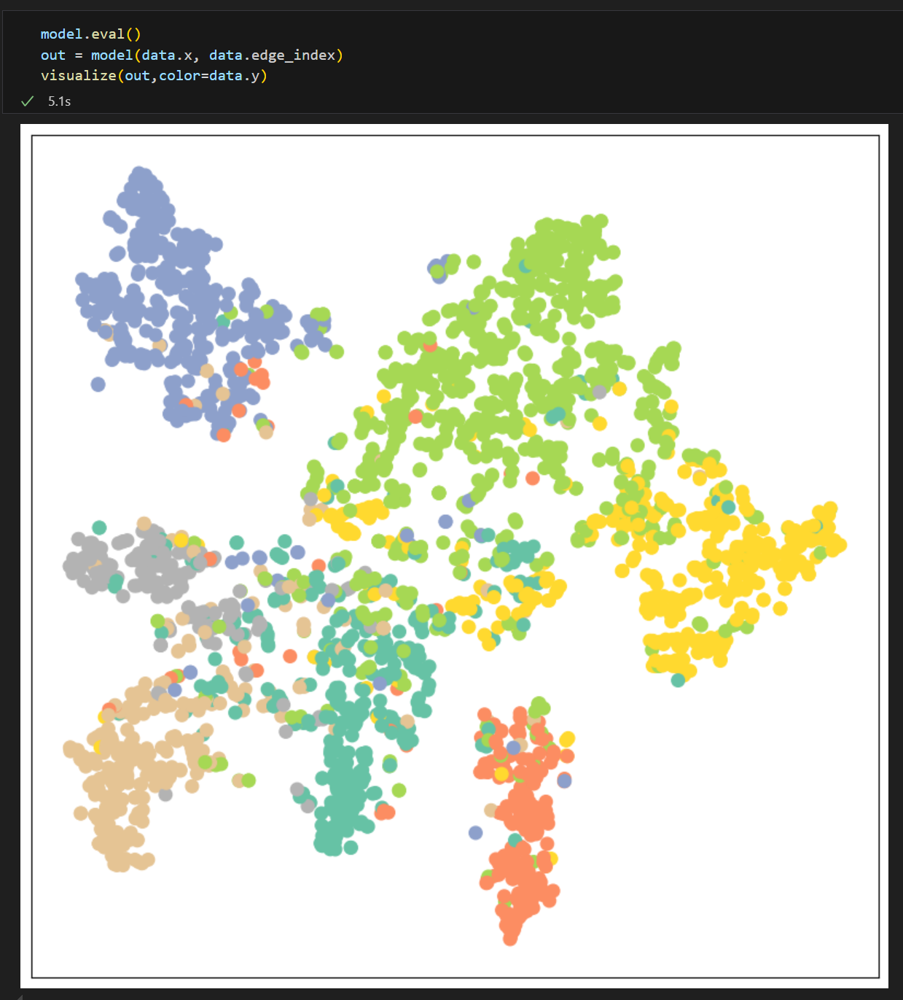 model.eval()
out = model(data.x, data.edge_index)
visualize(out,color=data.y)
5.1s